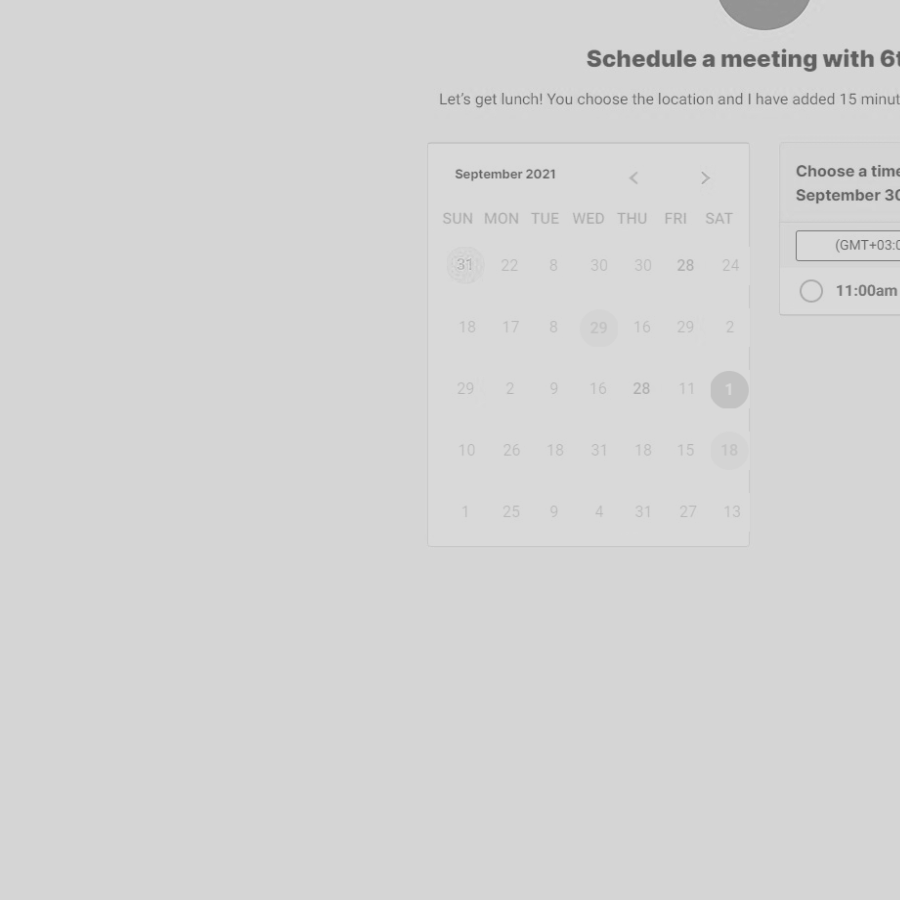 Schedule a meeting with 6t
Let's get lunch! You choose the location and I have added 15 minut
September 2021
SUN MON TUE WED THU FRI SAT
31 22 8 30 30 28 24
18 17 8 29 16 29 2
29 2 9 16 28 11 1
10 26 18 31 18 15 18
1 25 9 4 31 27 13
Choose a time
September 30
(GMT+03:0
11:00am